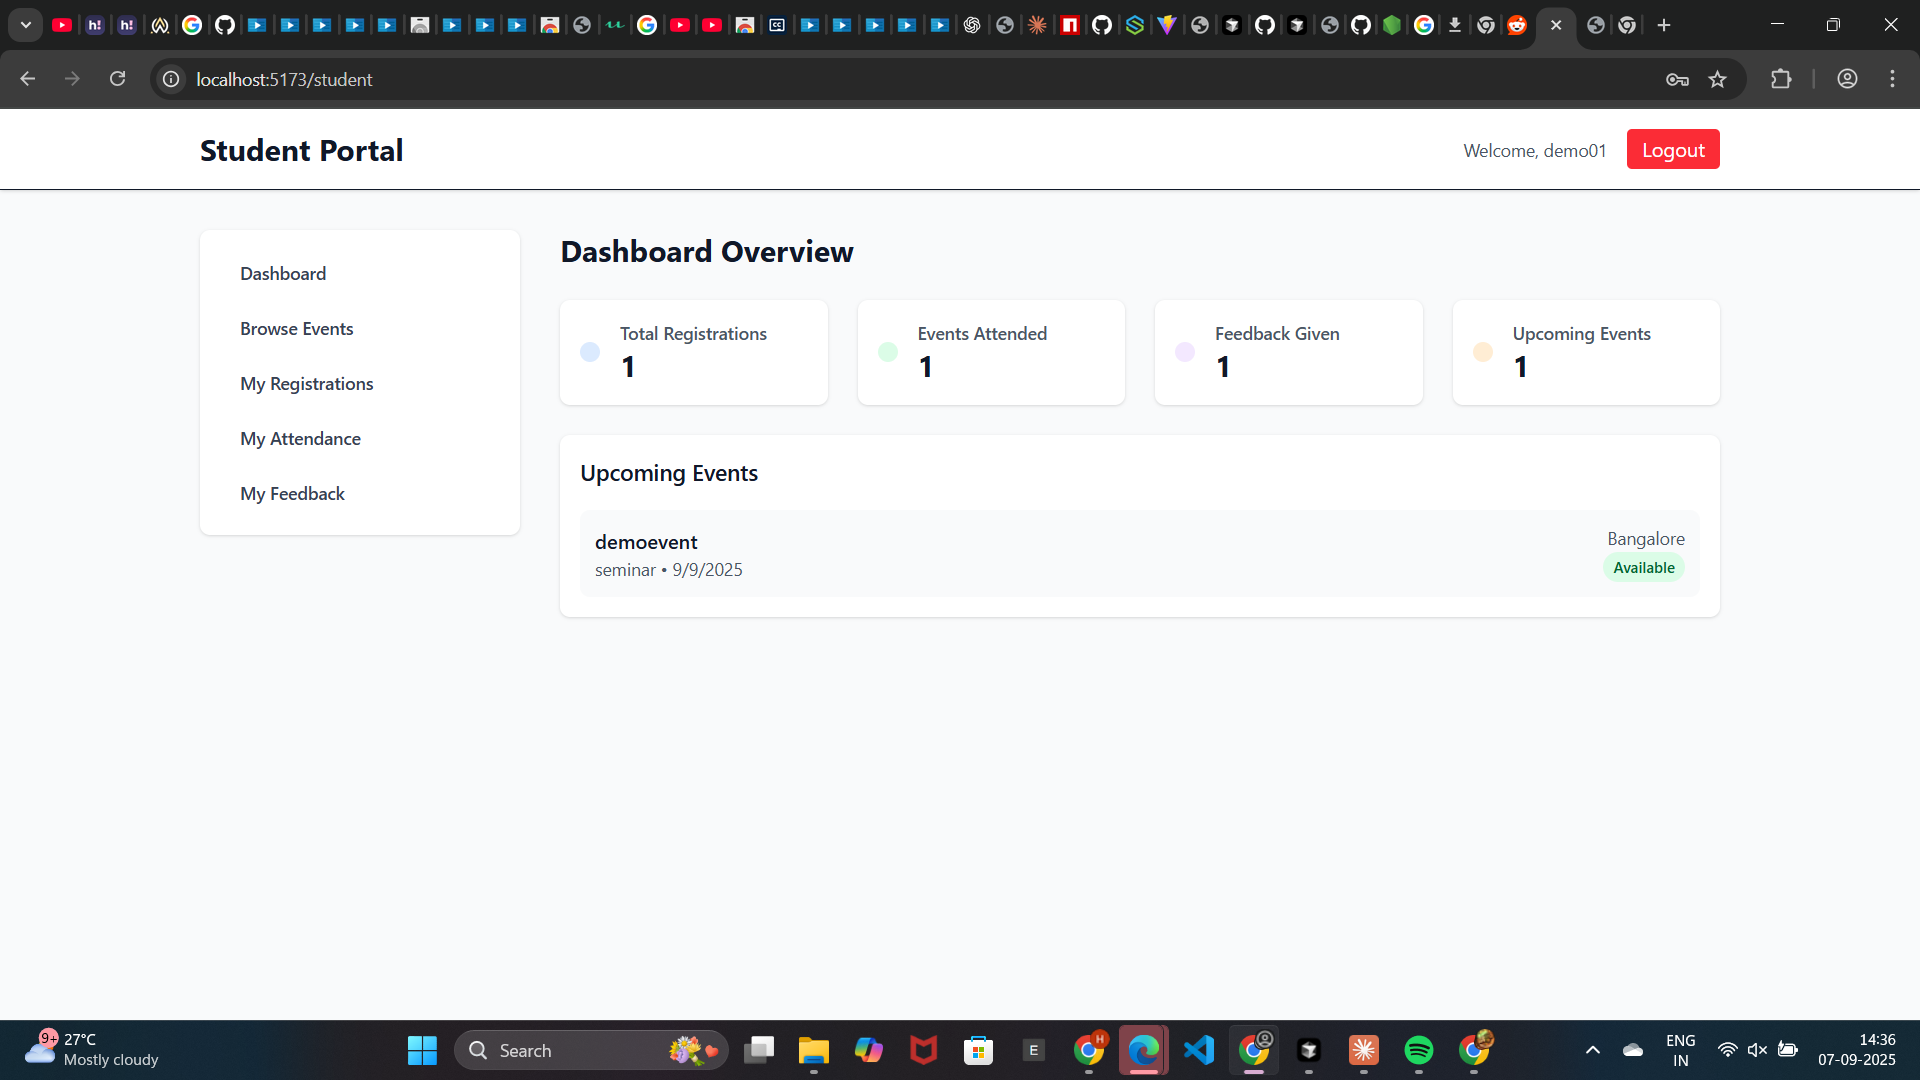 localhost:5173/student
Student Portal
Welcome, demo01
Logout
Dashboard
Browse Events
My Registrations
My Attendance
My Feedback
Dashboard Overview
Total Registrations
1
Events Attended
1
Feedback Given
1
Upcoming Events
1
Upcoming Events
demoevent
seminar • 9/9/2025
Bangalore
Available
9+
27°C
Mostly cloudy
Search
E
H
ENG
IN
14:36
07-09-2025